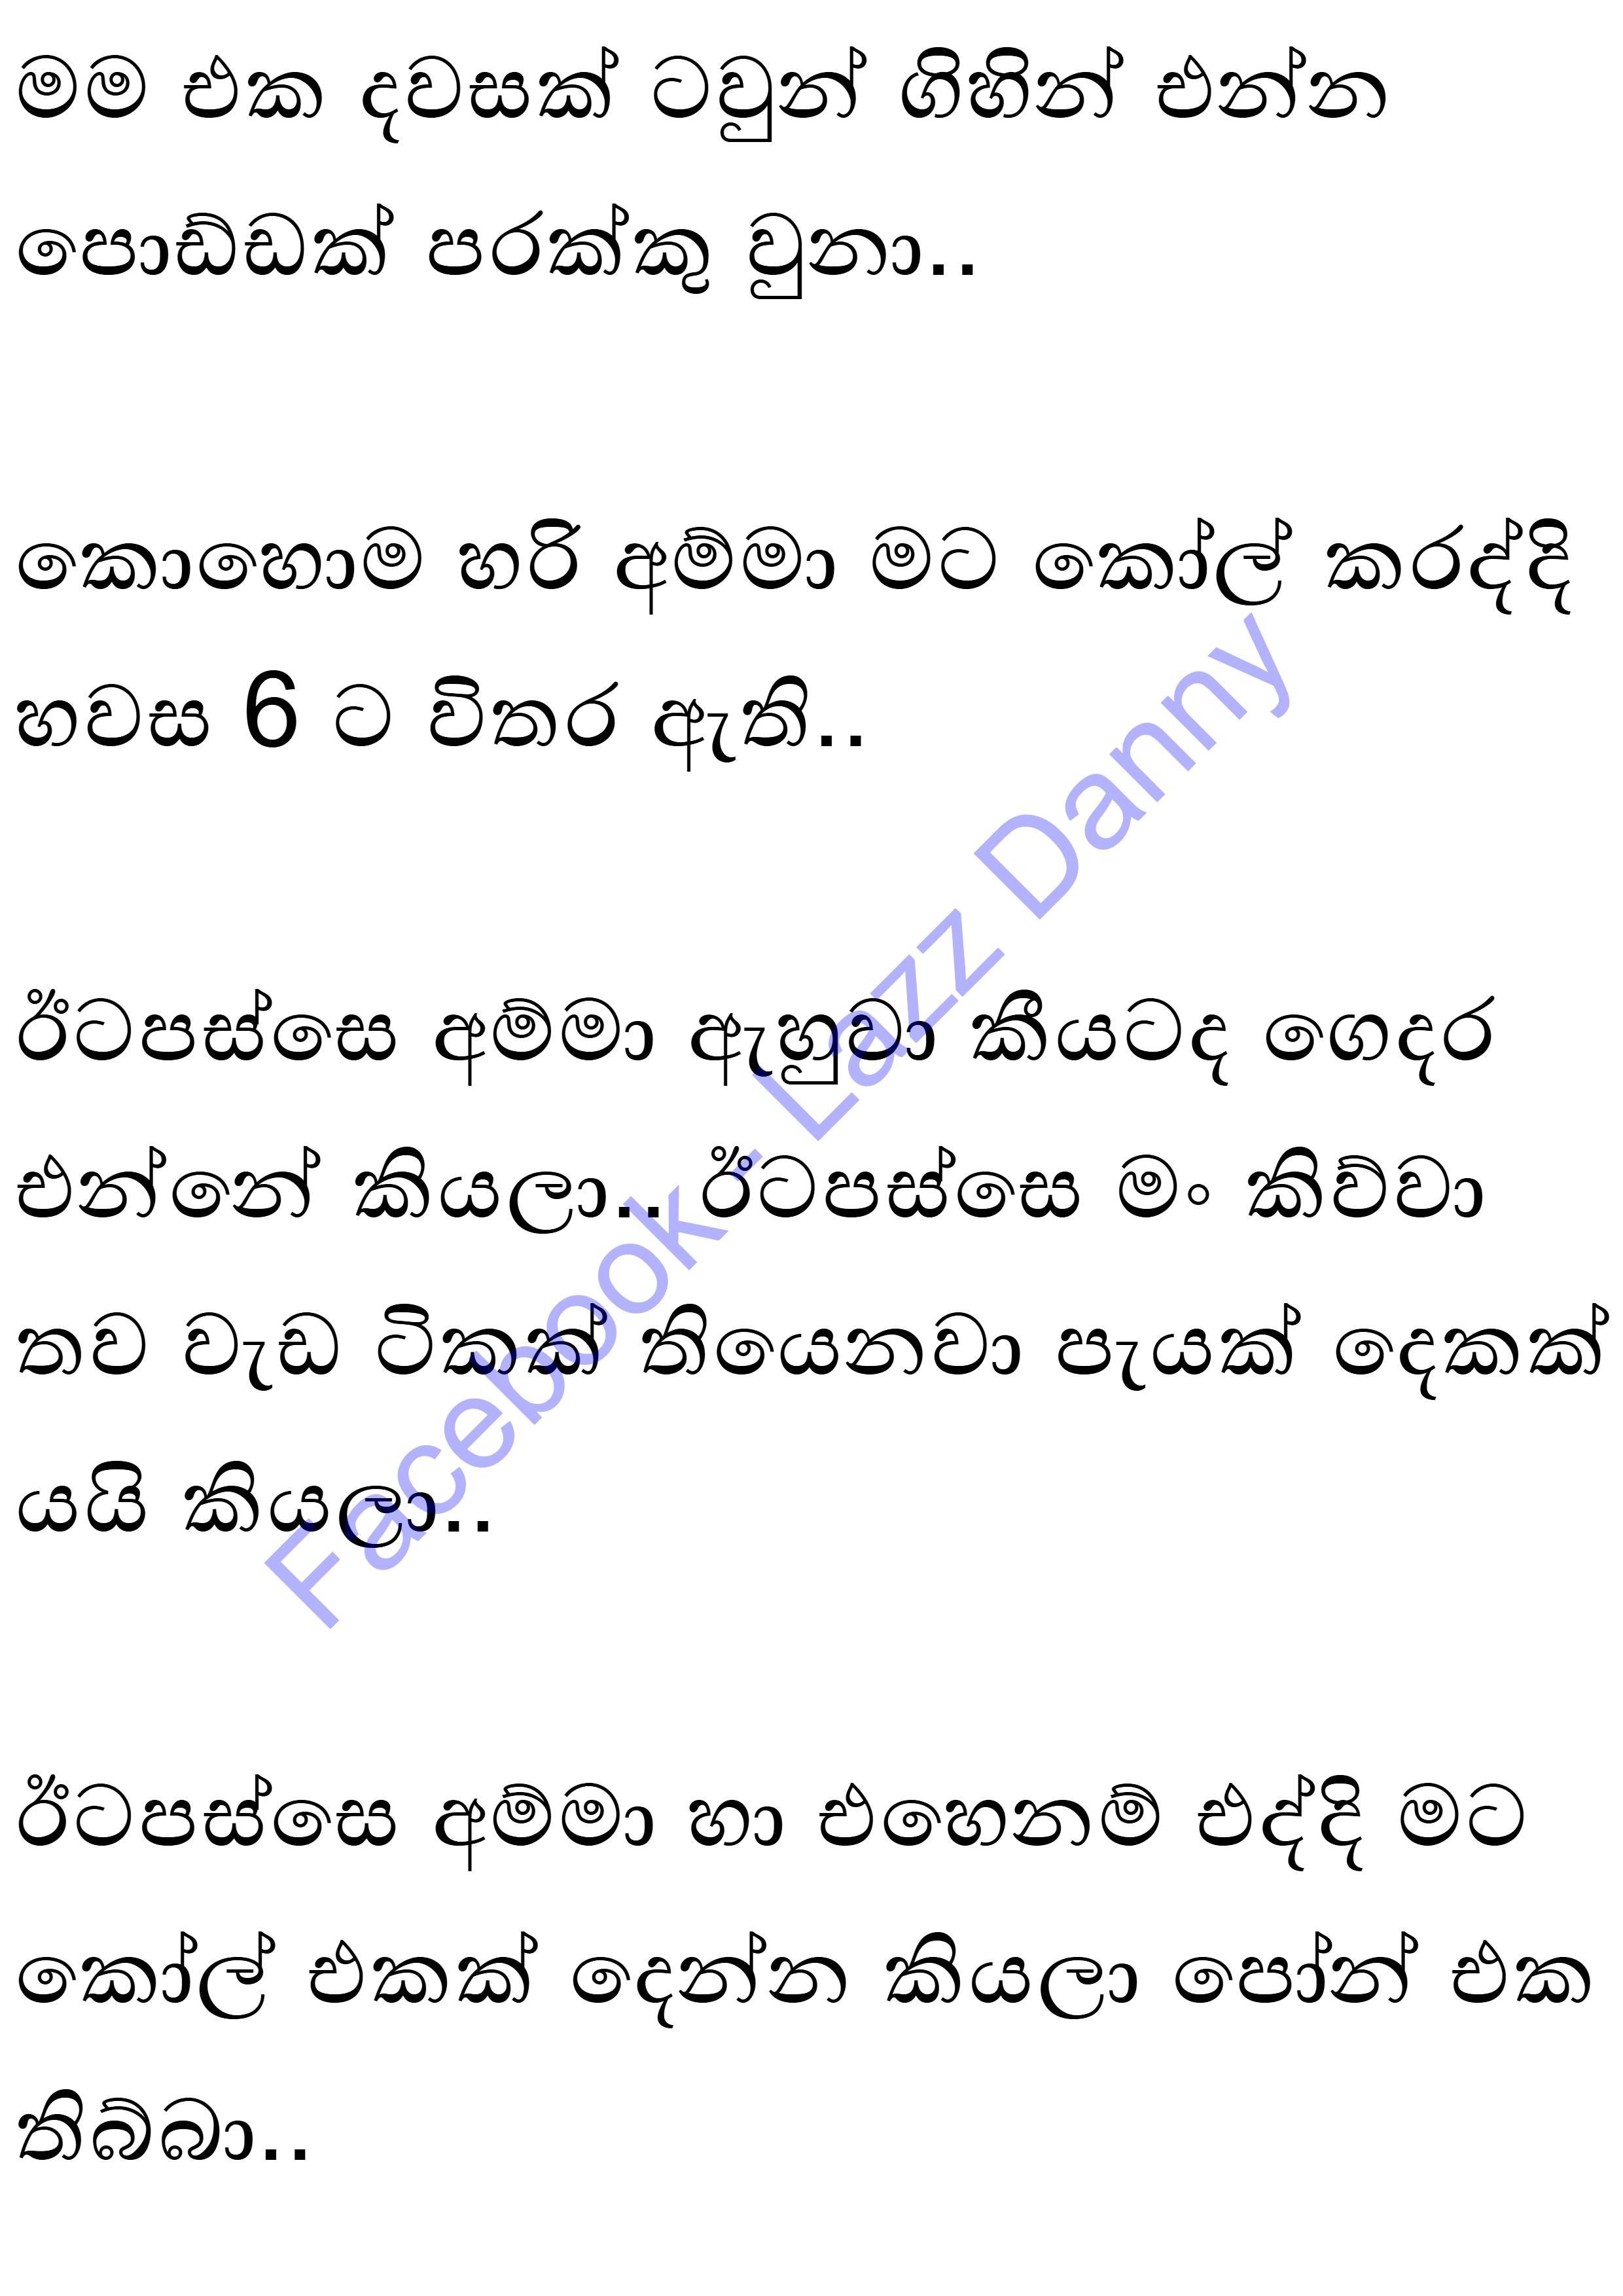 මම එක දවසක් ටවුන් ගිහින් එන්න
පොඩ්ඩක් පරක්කු වුනා..
කොහොම හරි අම්මා මට කෝල් කරද්දි
හවස 6 ට විතර ඇති..
ඊටපස්සෙ අම්මා ඇහුවා කීයටද ගෙදර
එන්නේ කියලා.. ඊටපස්සෙ මං කිව්වා
තව වැඩ ටිකක් තියෙනවා පැයක් දෙකක්
යයි කියලා..
ඊටපස්සෙ අම්මා හා එහෙනම් එද්දි මට
කෝල් එකක් දෙන්න කියලා පෝන් එක
තිබ්බා..
Facebook - Lazz Danny